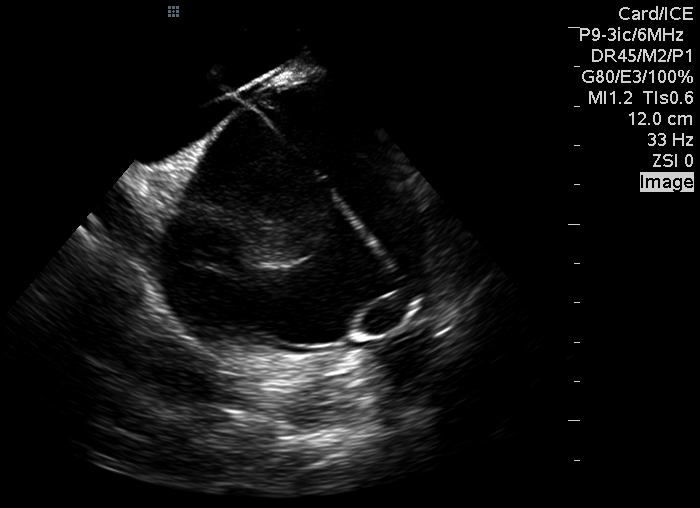 Card/ICE
P9-3ic/6MHz
DR45/M2/P1
G80/E3/100%
MI1.2 TIs0.6
12.0 cm
33 Hz
ZSI 0
Image